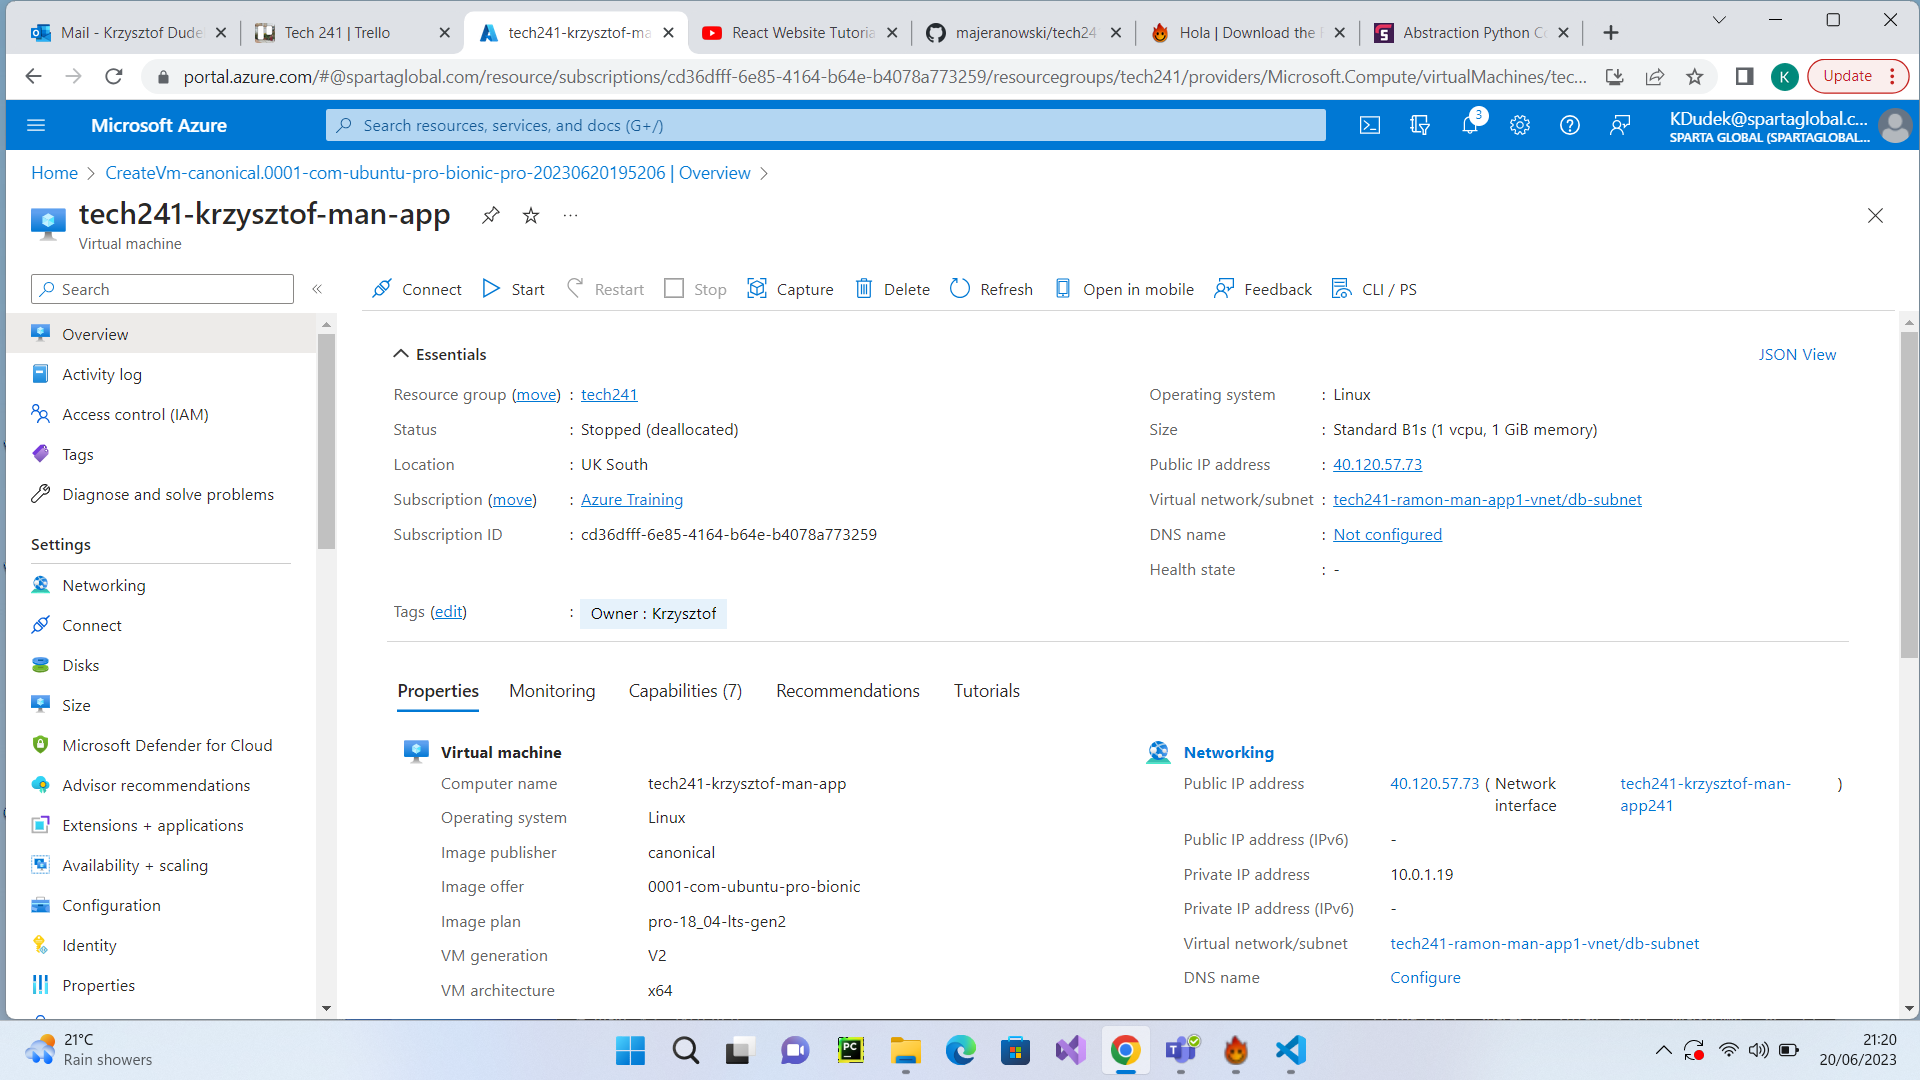 Mail - Krzysztof Dude
Tech 241 | Trello
tech241-krzysztof-ma
React Website Tutoria
majeranowski/tech24
Hola | Download the
Abstraction Python Co
portal.azure.com/#@spartaglobal.com/resource/subscriptions/cd36dfff-6e85-4164-b64e-b4078a773259/resourcegroups/tech241/providers/Microsoft.Compute/virtualMachines/tec...
K
Update
Microsoft Azure
Search resources, services, and docs (G+/)
3
KDudek@spartaglobal.c...
SPARTA GLOBAL (SPARTAGLOBAL....
Home > CreateVm-canonical.0001-com-ubuntu-pro-bionic-pro-20230620195206 | Overview >
tech241-krzysztof-man-app
Virtual machine
Search
Connect
Start
Restart
Stop
Capture
Delete
Refresh
Open in mobile
Feedback
CLI / PS
Overview
Activity log
Access control (IAM)
Tags
Diagnose and solve problems
Settings
Networking
Connect
Disks
Size
Microsoft Defender for Cloud
Advisor recommendations
Extensions + applications
Availability + scaling
Configuration
Identity
Properties
Essentials
JSON View
Resource group (move) : tech241
Status : Stopped (deallocated)
Location : UK South
Subscription (move) : Azure Training
Subscription ID : cd36dfff-6e85-4164-b64e-b4078a773259
Operating system : Linux
Size : Standard B1s (1 vcpu, 1 GiB memory)
Public IP address : 40.120.57.73
Virtual network/subnet : tech241-ramon-man-app1-vnet/db-subnet
DNS name : Not configured
Health state : -
Tags (edit) : Owner : Krzysztof
Properties
Monitoring
Capabilities (7)
Recommendations
Tutorials
Virtual machine
Computer name tech241-krzysztof-man-app
Operating system Linux
Image publisher canonical
Image offer 0001-com-ubuntu-pro-bionic
Image plan pro-18_04-lts-gen2
VM generation V2
VM architecture x64
Networking
Public IP address 40.120.57.73 ( Network interface tech241-krzysztof-man-app241 )
Public IP address (IPv6) -
Private IP address 10.0.1.19
Private IP address (IPv6) -
Virtual network/subnet tech241-ramon-man-app1-vnet/db-subnet
DNS name Configure
21°C
Rain showers
PC
21:20
20/06/2023